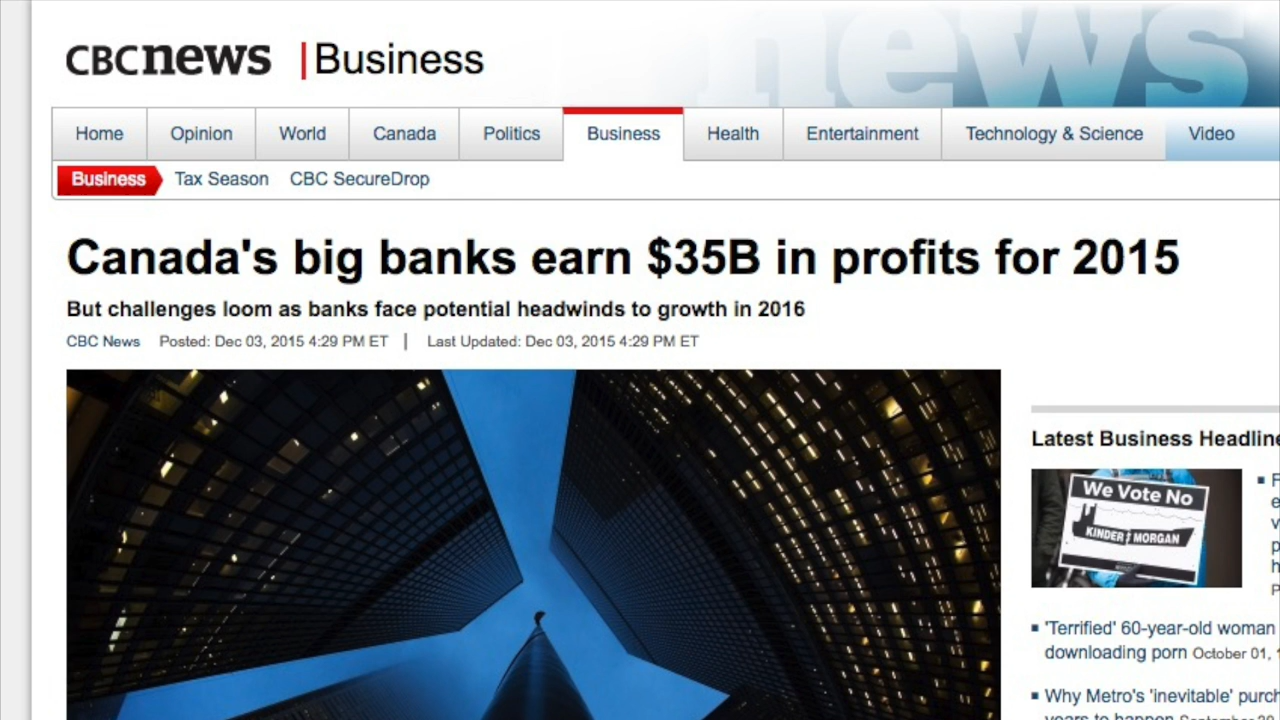 CBCnews | Business
news
Home Opinion World Canada Politics Business Health Entertainment Technology & Science Video
Business Tax Season CBC SecureDrop
Canada's big banks earn $35B in profits for 2015
But challenges loom as banks face potential headwinds to growth in 2016
CBC News Posted: Dec 03, 2015 4:29 PM ET | Last Updated: Dec 03, 2015 4:29 PM ET
Latest Business Headline
We Vote No
KINDER MORGAN
'Terrified' 60-year-old woman
downloading porn October 01,
Why Metro's 'inevitable' purch
years to happen